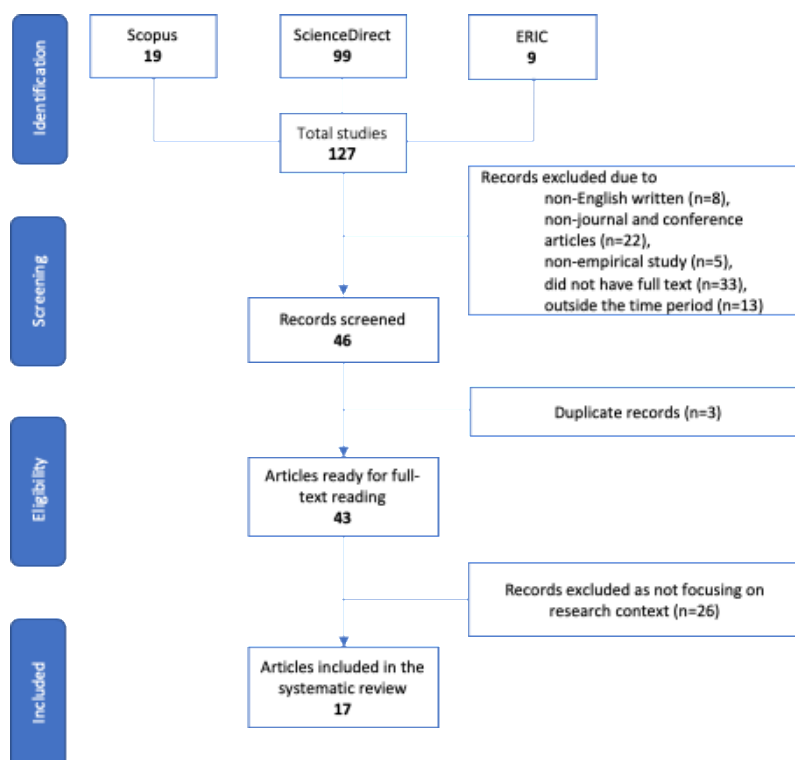 Identification
Scopus
19
ScienceDirect
99
ERIC
9
Total studies
127
Records excluded due to
non-English written (n=8),
non-journal and conference
articles (n=22),
non-empirical study (n=5),
did not have full text (n=33),
outside the time period (n=13)
Screening
Records screened
46
Duplicate records (n=3)
Eligibility
Articles ready for full-
text reading
43
Records excluded as not focusing on
research context (n=26)
Included
Articles included in the
systematic review
17